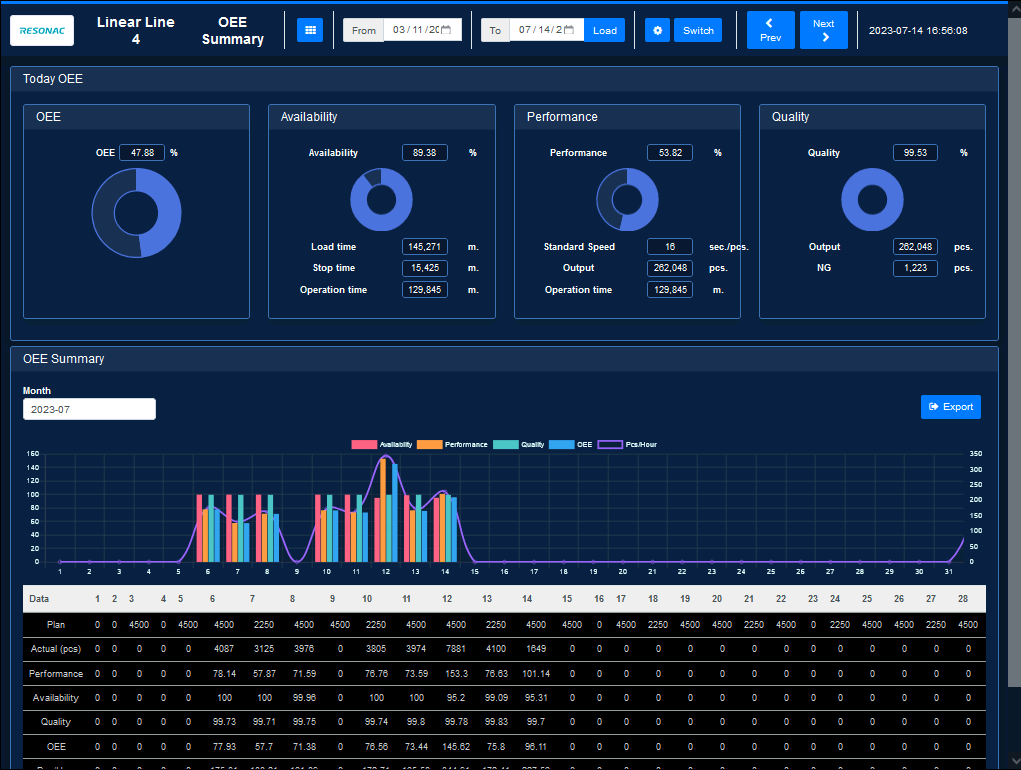 RESONAC
Linear Line
4
OEE
Summary
From 03/11/20
To 07/14/2
Load
Switch
Prev
Next
2023-07-14 16:56:08
Today OEE
OEE
OEE 47.88 %
Availability
Availability 89.38 %
Load time 145,271 m.
Stop time 15,425 m.
Operation time 129,845 m.
Performance
Performance 53.82 %
Standard Speed 16 sec./pcs.
Output 262,048 pcs.
Operation time 129,845 m.
Quality
Quality 99.53 %
Output 262,048 pcs.
NG 1,223 pcs.
OEE Summary
Month
2023-07
Export
Availability Performance Quality OEE Pcs/Hour
160 350
140 300
120 250
100 200
80 150
60 100
40 50
20 0
0
1 2 3 4 5 6 7 8 9 10 11 12 13 14 15 16 17 18 19 20 21 22 23 24 25 26 27 28 29 30 31
Data 1 2 3 4 5 6 7 8 9 10 11 12 13 14 15 16 17 18 19 20 21 22 23 24 25 26 27 28
Plan 0 0 4500 0 4500 4500 2250 4500 4500 2250 4500 4500 2250 4500 4500 0 4500 2250 4500 4500 2250 4500 0 2250 4500 4500 2250 4500
Actual (pcs) 0 0 0 0 0 4087 3125 3976 0 3805 3974 7881 4100 1649 0 0 0 0 0 0 0 0 0 0 0 0 0 0
Performance 0 0 0 0 0 78.14 57.87 71.59 0 76.76 73.59 153.3 76.63 101.14 0 0 0 0 0 0 0 0 0 0 0 0 0 0
Availability 0 0 0 0 0 100 100 99.96 0 100 100 95.2 99.09 95.31 0 0 0 0 0 0 0 0 0 0 0 0 0 0
Quality 0 0 0 0 0 99.73 99.71 99.75 0 99.74 99.8 99.78 99.83 99.7 0 0 0 0 0 0 0 0 0 0 0 0 0 0
OEE 0 0 0 0 0 77.93 57.7 71.38 0 76.56 73.44 145.62 75.8 96.11 0 0 0 0 0 0 0 0 0 0 0 0 0 0